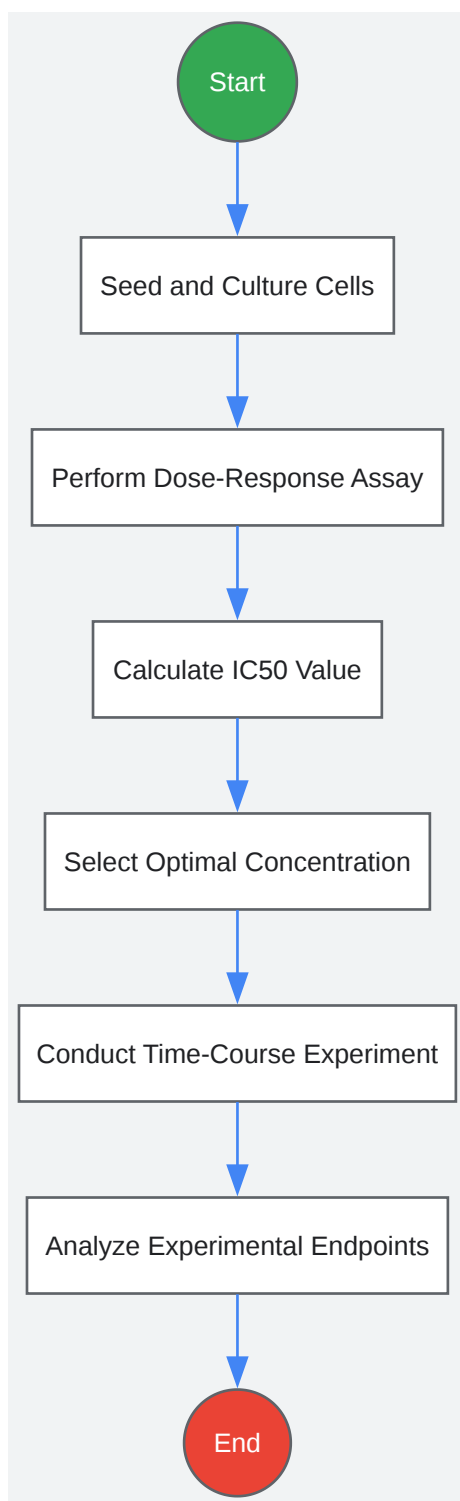 Start
Seed and Culture Cells
Perform Dose-Response Assay
Calculate IC50 Value
Select Optimal Concentration
Conduct Time-Course Experiment
Analyze Experimental Endpoints
End